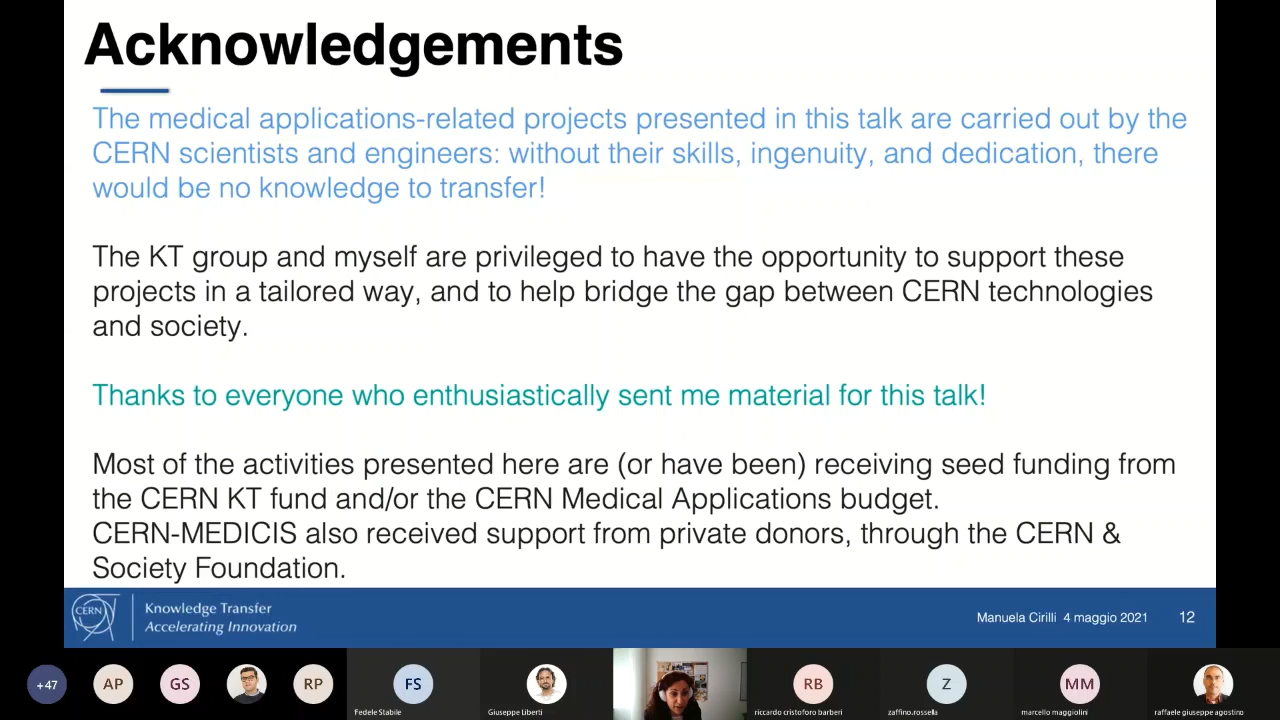 Acknowledgements
The medical applications-related projects presented in this talk are carried out by the
CERN scientists and engineers: without their skills, ingenuity, and dedication, there
would be no knowledge to transfer!
The KT group and myself are privileged to have the opportunity to support these
projects in a tailored way, and to help bridge the gap between CERN technologies
and society.
Thanks to everyone who enthusiastically sent me material for this talk!
Most of the activities presented here are (or have been) receiving seed funding from
the CERN KT fund and/or the CERN Medical Applications budget.
CERN-MEDICIS also received support from private donors, through the CERN &
Society Foundation.
CERN
Knowledge Transfer
Accelerating Innovation
Manuela Cirilli 4 maggio 2021 12
+47 AP GS RP FS RB Z MM
Fedele Stabile Giuseppe Liberti riccardo cristoforo barberi zaffino.rossella marcello maggiolini raffaele giuseppe agostino